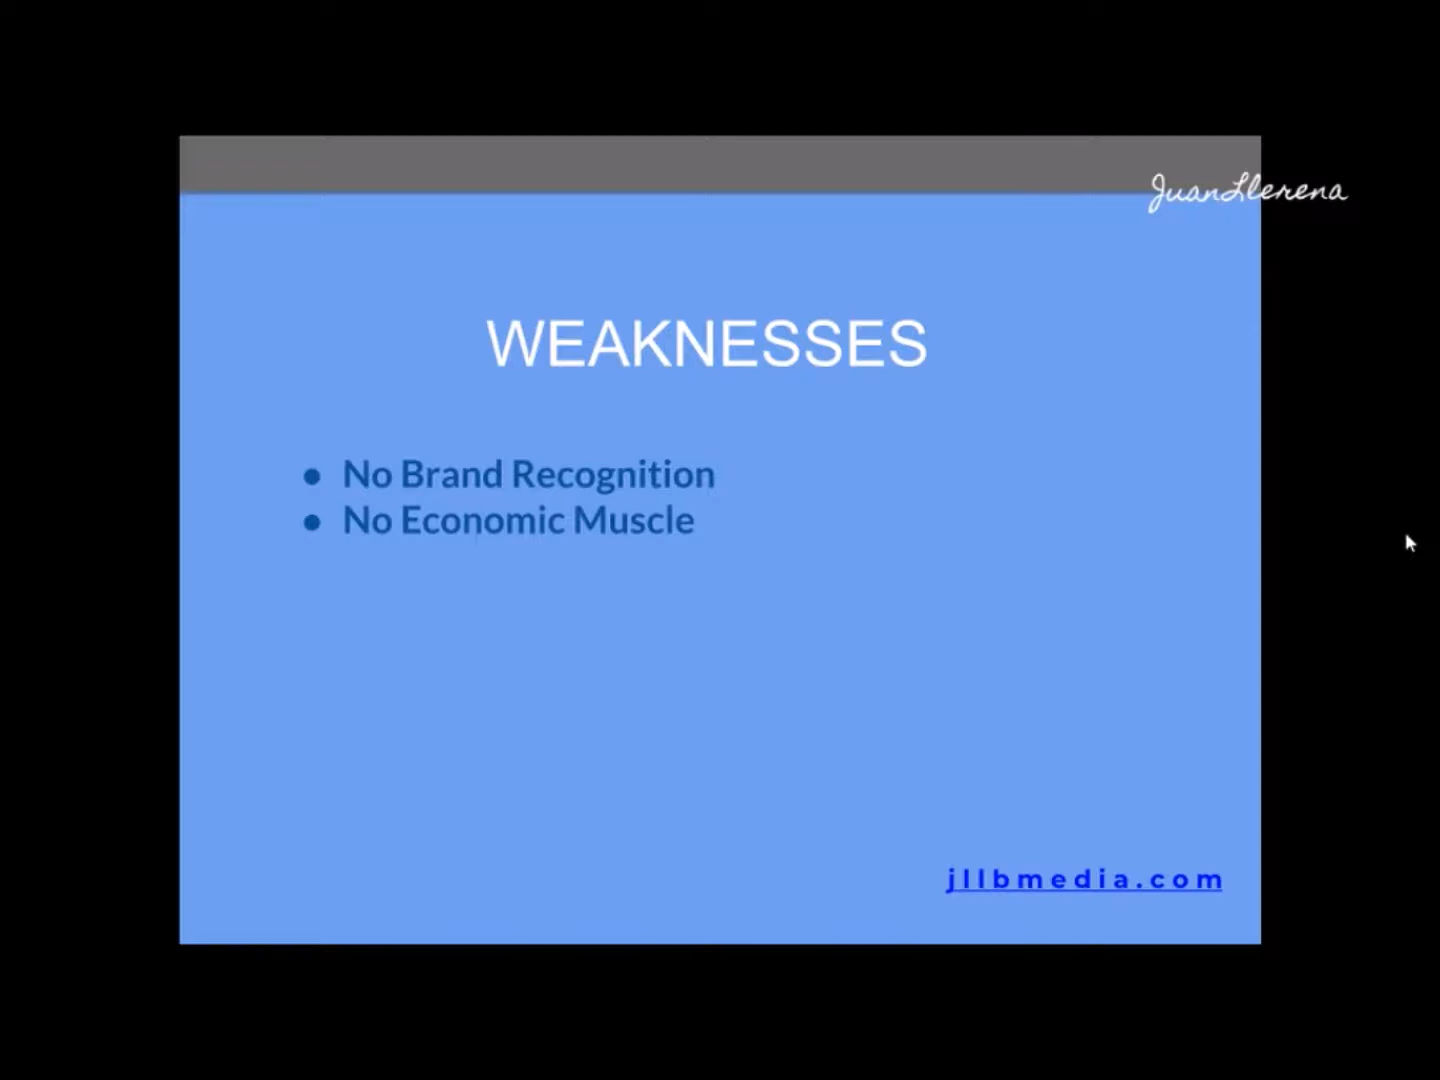 JuanLlerena
WEAKNESSES
● No Brand Recognition
● No Economic Muscle
jllbmedia.com